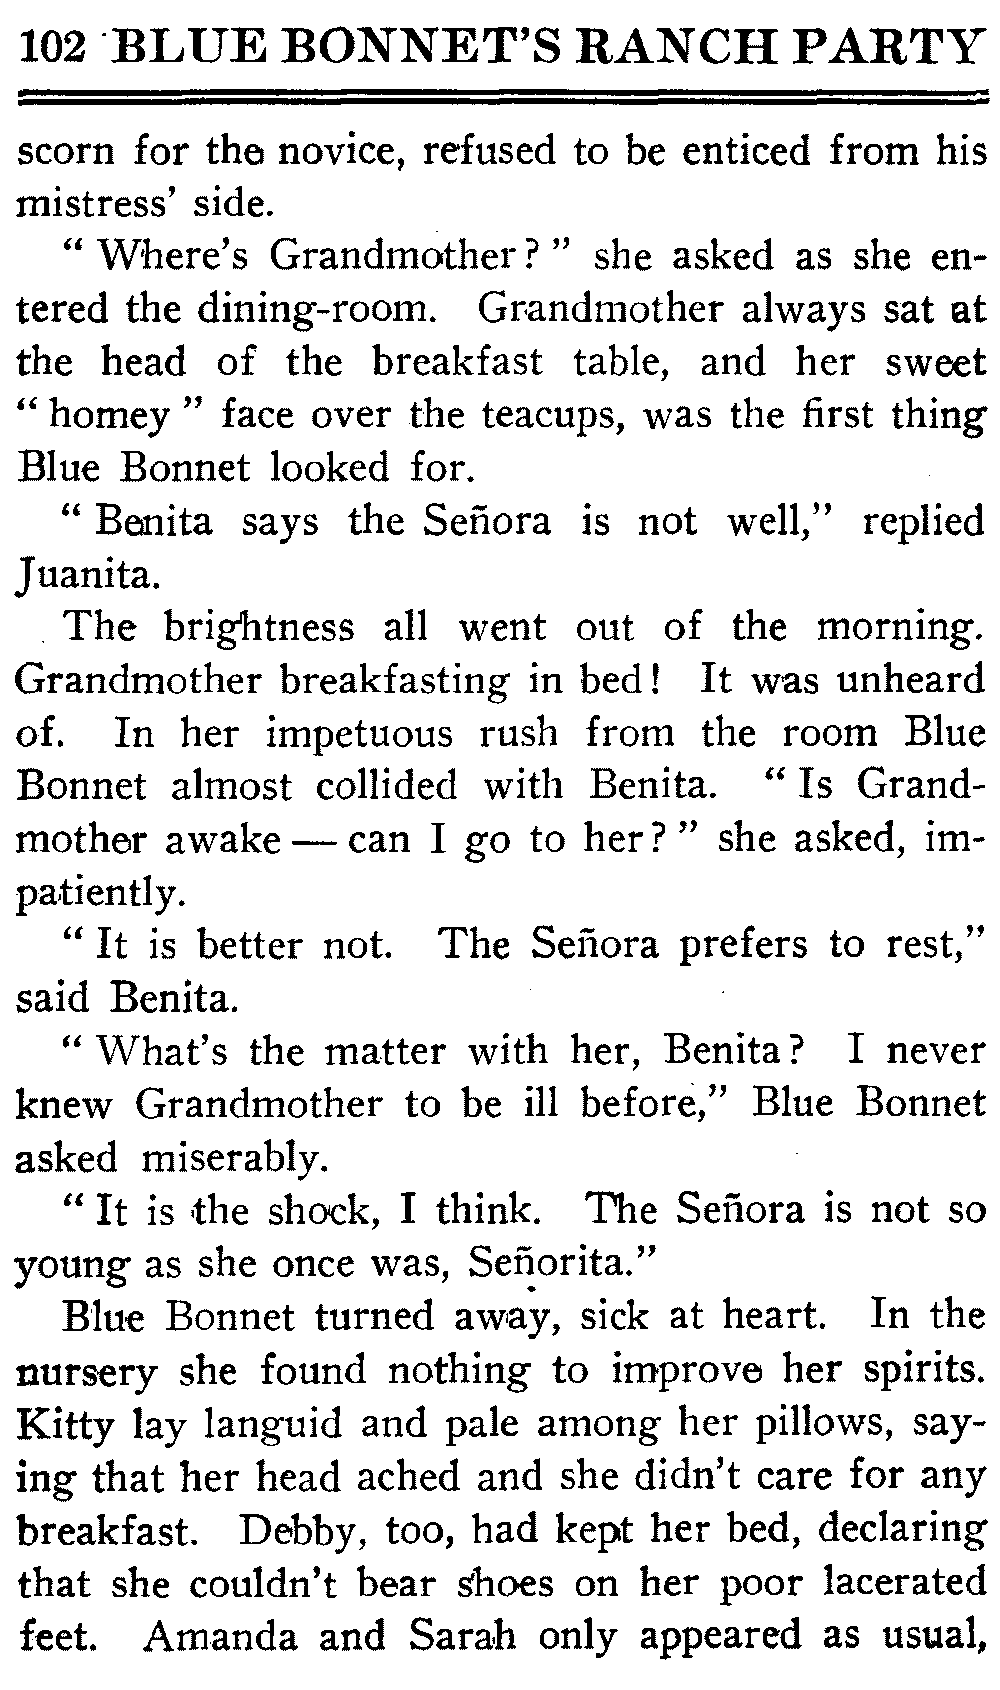 102 BLUE BONNET'S RANCH PARTY
scorn for the novice, refused to be enticed from his
mistress' side.
“ Where's Grandmother? ” she asked as she en-
tered the dining-room. Grandmother always sat at
the head of the breakfast table, and her sweet
“ homey ” face over the teacups, was the first thing
Blue Bonnet looked for.
“ Benita says the Señora is not well,” replied
Juanita.
The brightness all went out of the morning.
Grandmother breakfasting in bed! It was unheard
of. In her impetuous rush from the room Blue
Bonnet almost collided with Benita. “ Is Grand-
mother awake — can I go to her? ” she asked, im-
patiently.
“ It is better not. The Señora prefers to rest,”
said Benita.
“ What's the matter with her, Benita? I never
knew Grandmother to be ill before,” Blue Bonnet
asked miserably.
“ It is the shock, I think. The Señora is not so
young as she once was, Señorita.”
Blue Bonnet turned away, sick at heart. In the
nursery she found nothing to improve her spirits.
Kitty lay languid and pale among her pillows, say-
ing that her head ached and she didn't care for any
breakfast. Debby, too, had kept her bed, declaring
that she couldn't bear shoes on her poor lacerated
feet. Amanda and Sarah only appeared as usual,